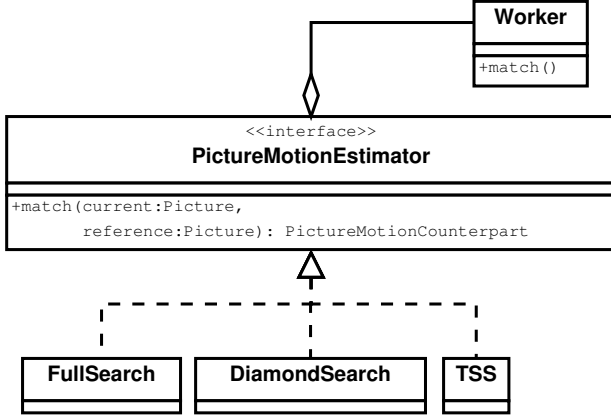 Worker
+match()
<<interface>>
PictureMotionEstimator
+match(current:Picture,
reference:Picture): PictureMotionCounterpart
FullSearch
DiamondSearch
TSS